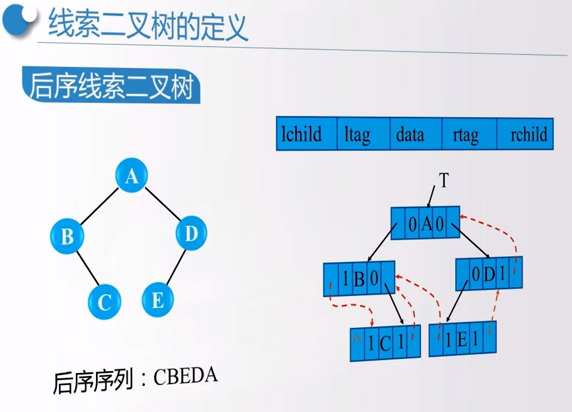 线索二叉树的定义
后序线索二叉树
lchild ltag data rtag rchild
A
B
D
C
E
T
0 A 0
1 B 0
0 D 1
^ 1 C 1
1 E 1
后序序列：CBEDA